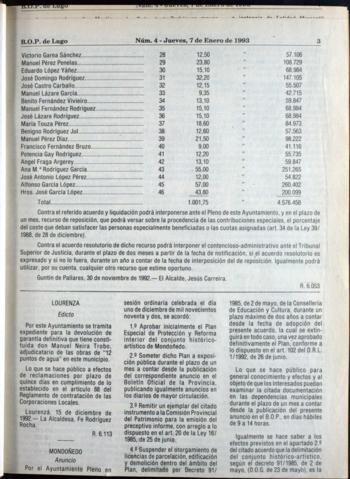 B.O.P. de Lugo Núm. 4 - Jueves, 7 de Enero de 1993 3
Victorio Gama Sánchez 28 12,50 " 57.106
Manuel Pérez Penelas 29 23,80 " 108.729
Eduardo López Yáñez 30 15,10 " 68.984
José Domingo Rodríguez 31 32,20 " 147.105
José Castro Carballo 32 12,15 " 55.507
Manuel Lázare García 33 9,35 " 42.715
Benito Fernández Vivieiro 34 13,10 " 59.847
Manuel Fernández Rodríguez 35 15,10 " 68.984
José Lázare Rodríguez 36 15,10 " 68.984
María Touza Pérez 37 18,60 " 84.973
Benigno Rodríguez Jul 38 12,60 " 57.563
Manuel Pérez Díaz 39 21,50 " 98.222
Francisco Fernández Bruzo 40 9,00 " 41.116
Potencia Gay Rodríguez 41 12,20 " 55.735
Angel Fraga Argerey 42 13,10 " 59.847
Ana M.ª Rodríguez García 43 55,00 " 251.265
José Antonio López Pérez 44 12,00 " 54.822
Alfonso García López 45 57,00 " 260.402
Hros. José García López 46 43,80 " 200.099
Total 1.001,75 4.576.458
Contra el referido acuerdo y liquidación podrá interponerse ante el Pleno de este Ayuntamiento, y en el plazo de
un mes, recurso de reposición, que podrá versar sobre la procedencia de las contribuciones especiales, el porcentaje
del coste que deban satisfacer las personas especialmente beneficiadas o las cuotas asignadas (art. 34 de la Ley 39/
1988, de 28 de diciembre).
Contra el acuerdo resolutorio de dicho recurso podrá interponer el contencioso-administrativo ante el Tribunal
Superior de Justicia, durante el plazo de dos meses a partir de la fecha de notificación, si el acuerdo resolutorio es
expresado y si no lo fuera, durante un año a contar de la fecha de interposición del de reposición. Igualmente podrá
utilizar, por su cuenta, cualquier otro recurso que estime oportuno.
Guntín de Pallares, 30 de noviembre de 1992.— El Alcalde, Jesús Carreira.
R. 6.053
LOURENZA
Edicto
Por este Ayuntamiento se tramita
expediente para la devolución de
garantía definitiva que tiene consti-
tuida don Manuel Neira Trobo,
adjudicatario de las obras de "12
puntos de agua" en este municipio.
Lo que se hace público a efectos
de reclamaciones por plazo de
quince días en cumplimiento de lo
establecido en el artículo 88 del
Reglamento de contratación de las
Corporaciones Locales.
Lourenzá, 15 de diciembre de
1992.— La Alcaldesa, Fe Rodríguez
Rocha.
R. 6.113
MONDOÑEDO
Anuncio
Por el Ayuntamiento Pleno en
sesión ordinaria celebrada el día
uno de diciembre de mil novecientos
noventa y dos, se acordó:
1.º Aprobar inicialmente el Plan
Especial de Protección y Reforma
interior del conjunto histórico-
artístico de Mondoñedo.
2.º Someter dicho Plan a exposi-
ción pública durante el plazo de un
mes a contar desde la publicación
del correspondiente anuncio en el
Boletín Oficial de la Provincia,
publicando igualmente anuncios en
los diarios de mayor circulación.
3.º Remitir un ejemplar del citado
instrumento a la Comisión Provincial
del Patrimonio para la emisión del
preceptivo informe, con arreglo a lo
dispuesto en el art. 20 de la Ley 16/
1985, de 25 de junio.
4.º Suspender el otorgamiento de
licencias de parcelación, edificación
y demolición dentro del ámbito del
Plan, delimitado por Decreto 91/
1985, de 2 de mayo, de la Consellería
de Educación y Cultura, durante un
plazo máximo de dos años a contar
desde la fecha de adopción del
presente acuerdo, la cual se extin-
guirá en todo caso, una vez aprobado
definitivamente el Plan, conforme a
lo dispuesto en el art. 102 del D.R.L.
1/1992, de 26 de junio.
Lo que se hace público para
general conocimiento y efectos y al
objeto de que los interesados puedan
examinar la citada documentación
en las dependencias municipales
durante el plazo de un mes a contar
desde la publicación del presente
anuncio en el B.O.P., en días hábiles
de 9 a 14 horas.
Igualmente se hace saber a los
efectos previstos en el apartado 2.º
del citado acuerdo que la delimitación
del conjunto histórico-artístico,
según el decreto 91/1985, de 2 de
mayo, (D.O.G. de 23 de mayo), es la